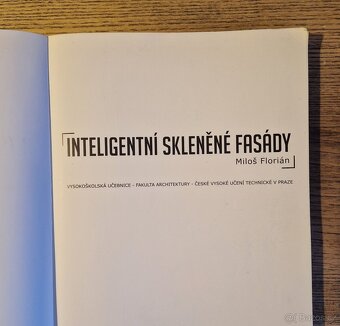 INTELIGENTNÍ SKLENĚNÉ FASÁDY
Miloš Florián
VYSOKOŠKOLSKÁ UČEBNICE - FAKULTA ARCHITEKTURY - ČESKÉ VYSOKÉ UČENÍ TECHNICKÉ V PRAZE